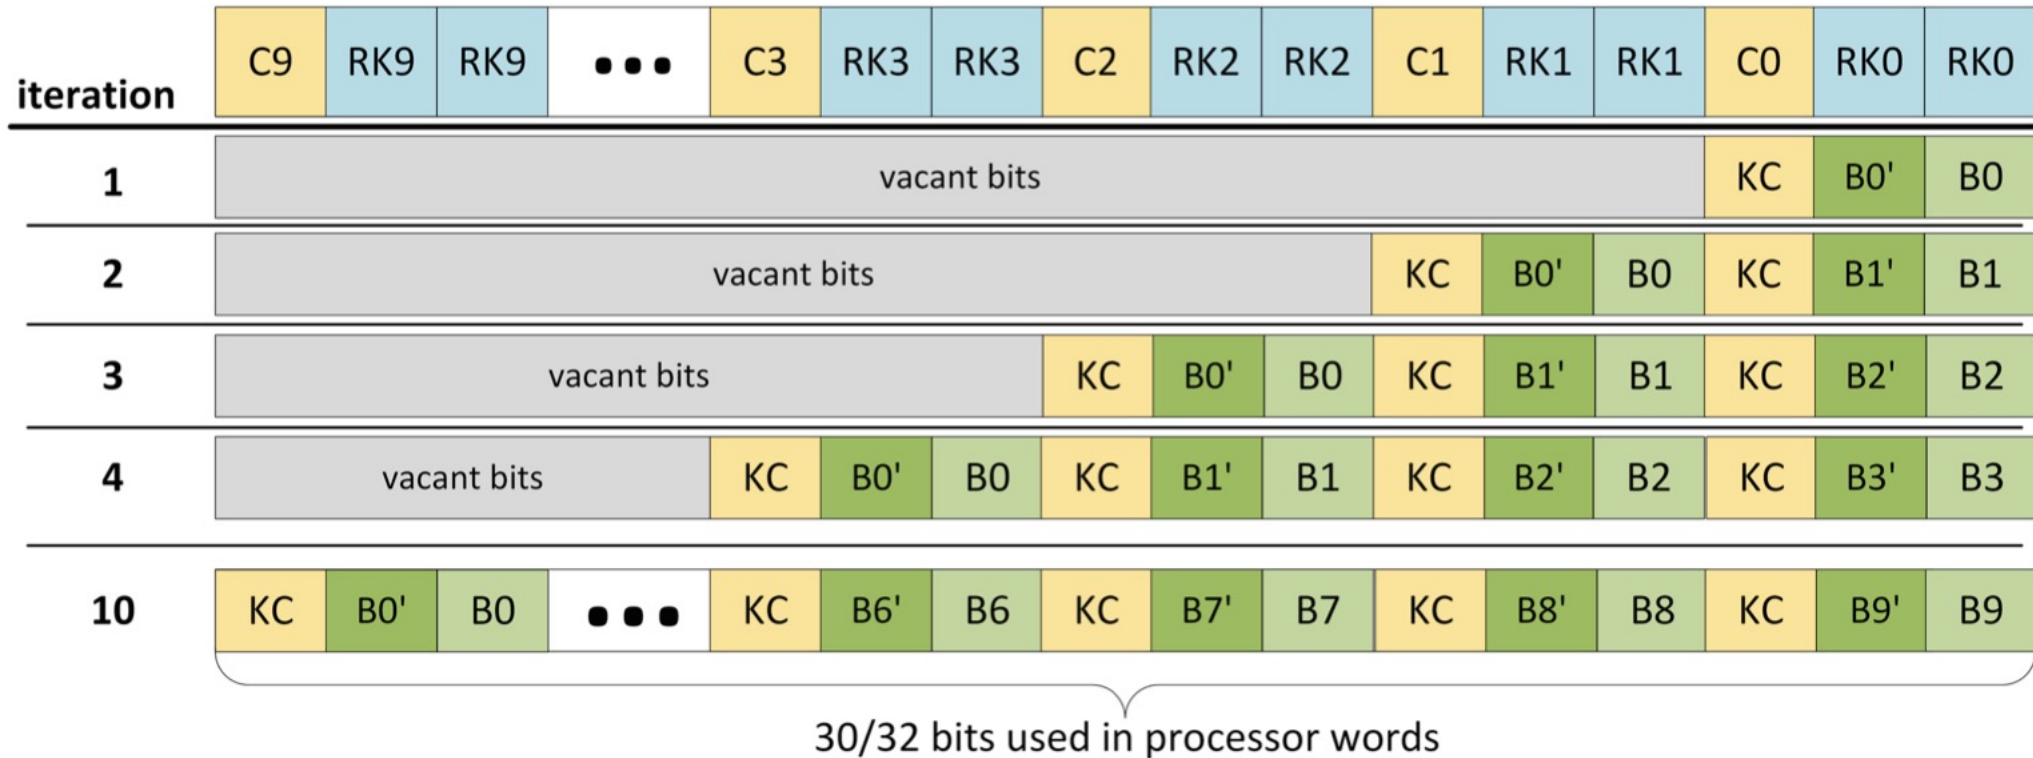 C9 RK9 RK9 ... C3 RK3 RK3 C2 RK2 RK2 C1 RK1 RK1 C0 RK0 RK0
iteration
1 vacant bits KC B0' B0
2 vacant bits KC B0' B0 KC B1' B1
3 vacant bits KC B0' B0 KC B1' B1 KC B2' B2
4 vacant bits KC B0' B0 KC B1' B1 KC B2' B2 KC B3' B3
10 KC B0' B0 ... KC B6' B6 KC B7' B7 KC B8' B8 KC B9' B9
30/32 bits used in processor words